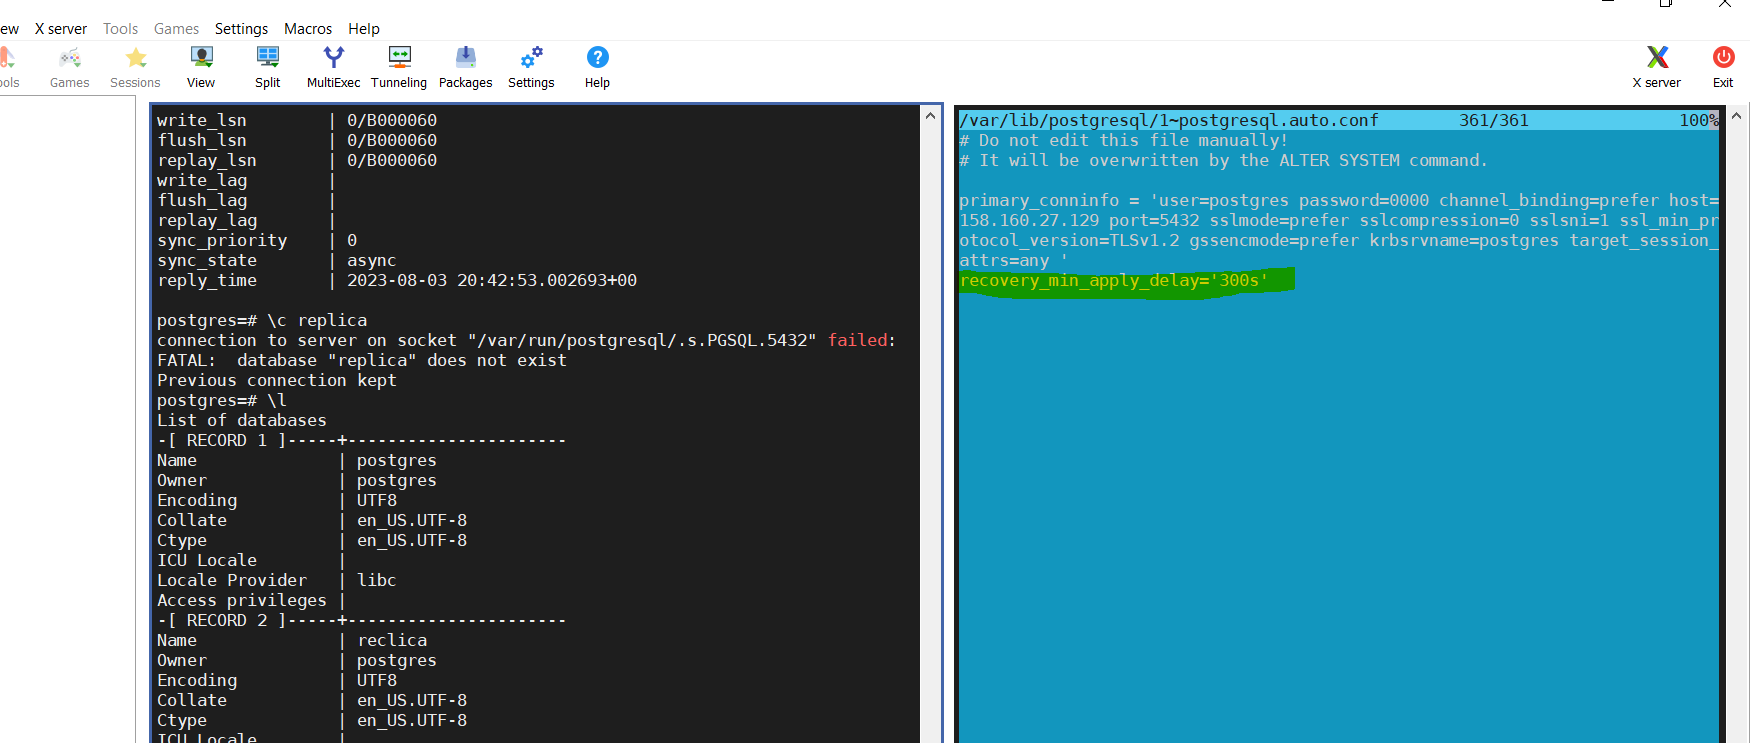 ew X server Tools Games Settings Macros Help
ools Games Sessions View Split MultiExec Tunneling Packages Settings Help X server Exit
write_lsn | 0/B000060
flush_lsn | 0/B000060
replay_lsn | 0/B000060
write_lag |
flush_lag |
replay_lag |
sync_priority | 0
sync_state | async
reply_time | 2023-08-03 20:42:53.002693+00
postgres=# \c replica
connection to server on socket "/var/run/postgresql/.s.PGSQL.5432" failed:
FATAL:  database "replica" does not exist
Previous connection kept
postgres=# \l
List of databases
-[ RECORD 1 ]-----+----------------------
Name | postgres
Owner | postgres
Encoding | UTF8
Collate | en_US.UTF-8
Ctype | en_US.UTF-8
ICU Locale |
Locale Provider | libc
Access privileges |
-[ RECORD 2 ]-----+----------------------
Name | reclica
Owner | postgres
Encoding | UTF8
Collate | en_US.UTF-8
Ctype | en_US.UTF-8
ICU Locale |
/var/lib/postgresql/1~postgresql.auto.conf 361/361 100%
# Do not edit this file manually!
# It will be overwritten by the ALTER SYSTEM command.
primary_conninfo = 'user=postgres password=0000 channel_binding=prefer host=
158.160.27.129 port=5432 sslmode=prefer sslcompression=0 sslsni=1 ssl_min_pr
otocol_version=TLSv1.2 gssencmode=prefer krbsrvname=postgres target_session_
attrs=any '
recovery_min_apply_delay='300s'